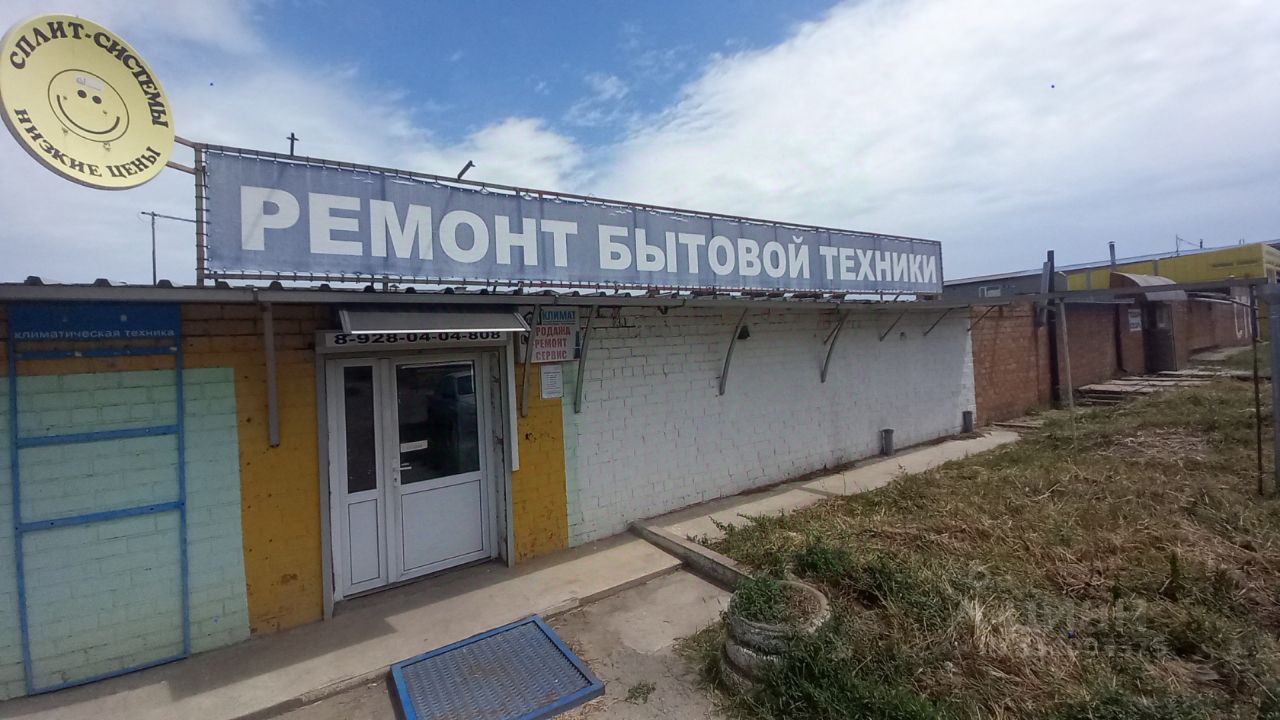 СПЛИТ-СИСТЕМЫ
НИЗКИЕ ЦЕНЫ
РЕМОНТ БЫТОВОЙ ТЕХНИКИ
климатическая техника
8-928-04-04-808
КЛИМАТ
РОДАЖА
РЕМОНТ
СЕРВИС